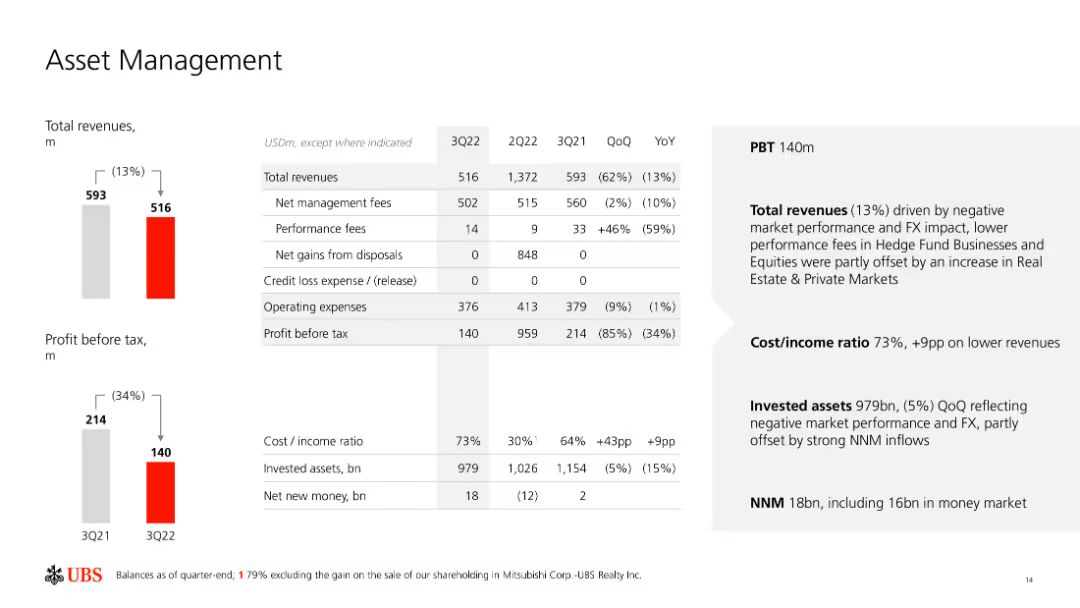 Asset Management
Total revenues,
m
(13%)
593
516
Profit before tax,
m
(34%)
214
140
3Q21 3Q22
USDm, except where indicated 3Q22 2Q22 3Q21 QoQ YoY
Total revenues 516 1,372 593 (62%) (13%)
Net management fees 502 515 560 (2%) (10%)
Performance fees 14 9 33 +46% (59%)
Net gains from disposals 0 848 0
Credit loss expense / (release) 0 0 0
Operating expenses 376 413 379 (9%) (1%)
Profit before tax 140 959 214 (85%) (34%)
Cost / income ratio 73% 30%¹ 64% +43pp +9pp
Invested assets, bn 979 1,026 1,154 (5%) (15%)
Net new money, bn 18 (12) 2
PBT 140m
Total revenues (13%) driven by negative
market performance and FX impact, lower
performance fees in Hedge Fund Businesses and
Equities were partly offset by an increase in Real
Estate & Private Markets
Cost/income ratio 73%, +9pp on lower revenues
Invested assets 979bn, (5%) QoQ reflecting
negative market performance and FX, partly
offset by strong NNM inflows
NNM 18bn, including 16bn in money market
UBS
Balances as of quarter-end; 1 79% excluding the gain on the sale of our shareholding in Mitsubishi Corp.-UBS Realty Inc.
14